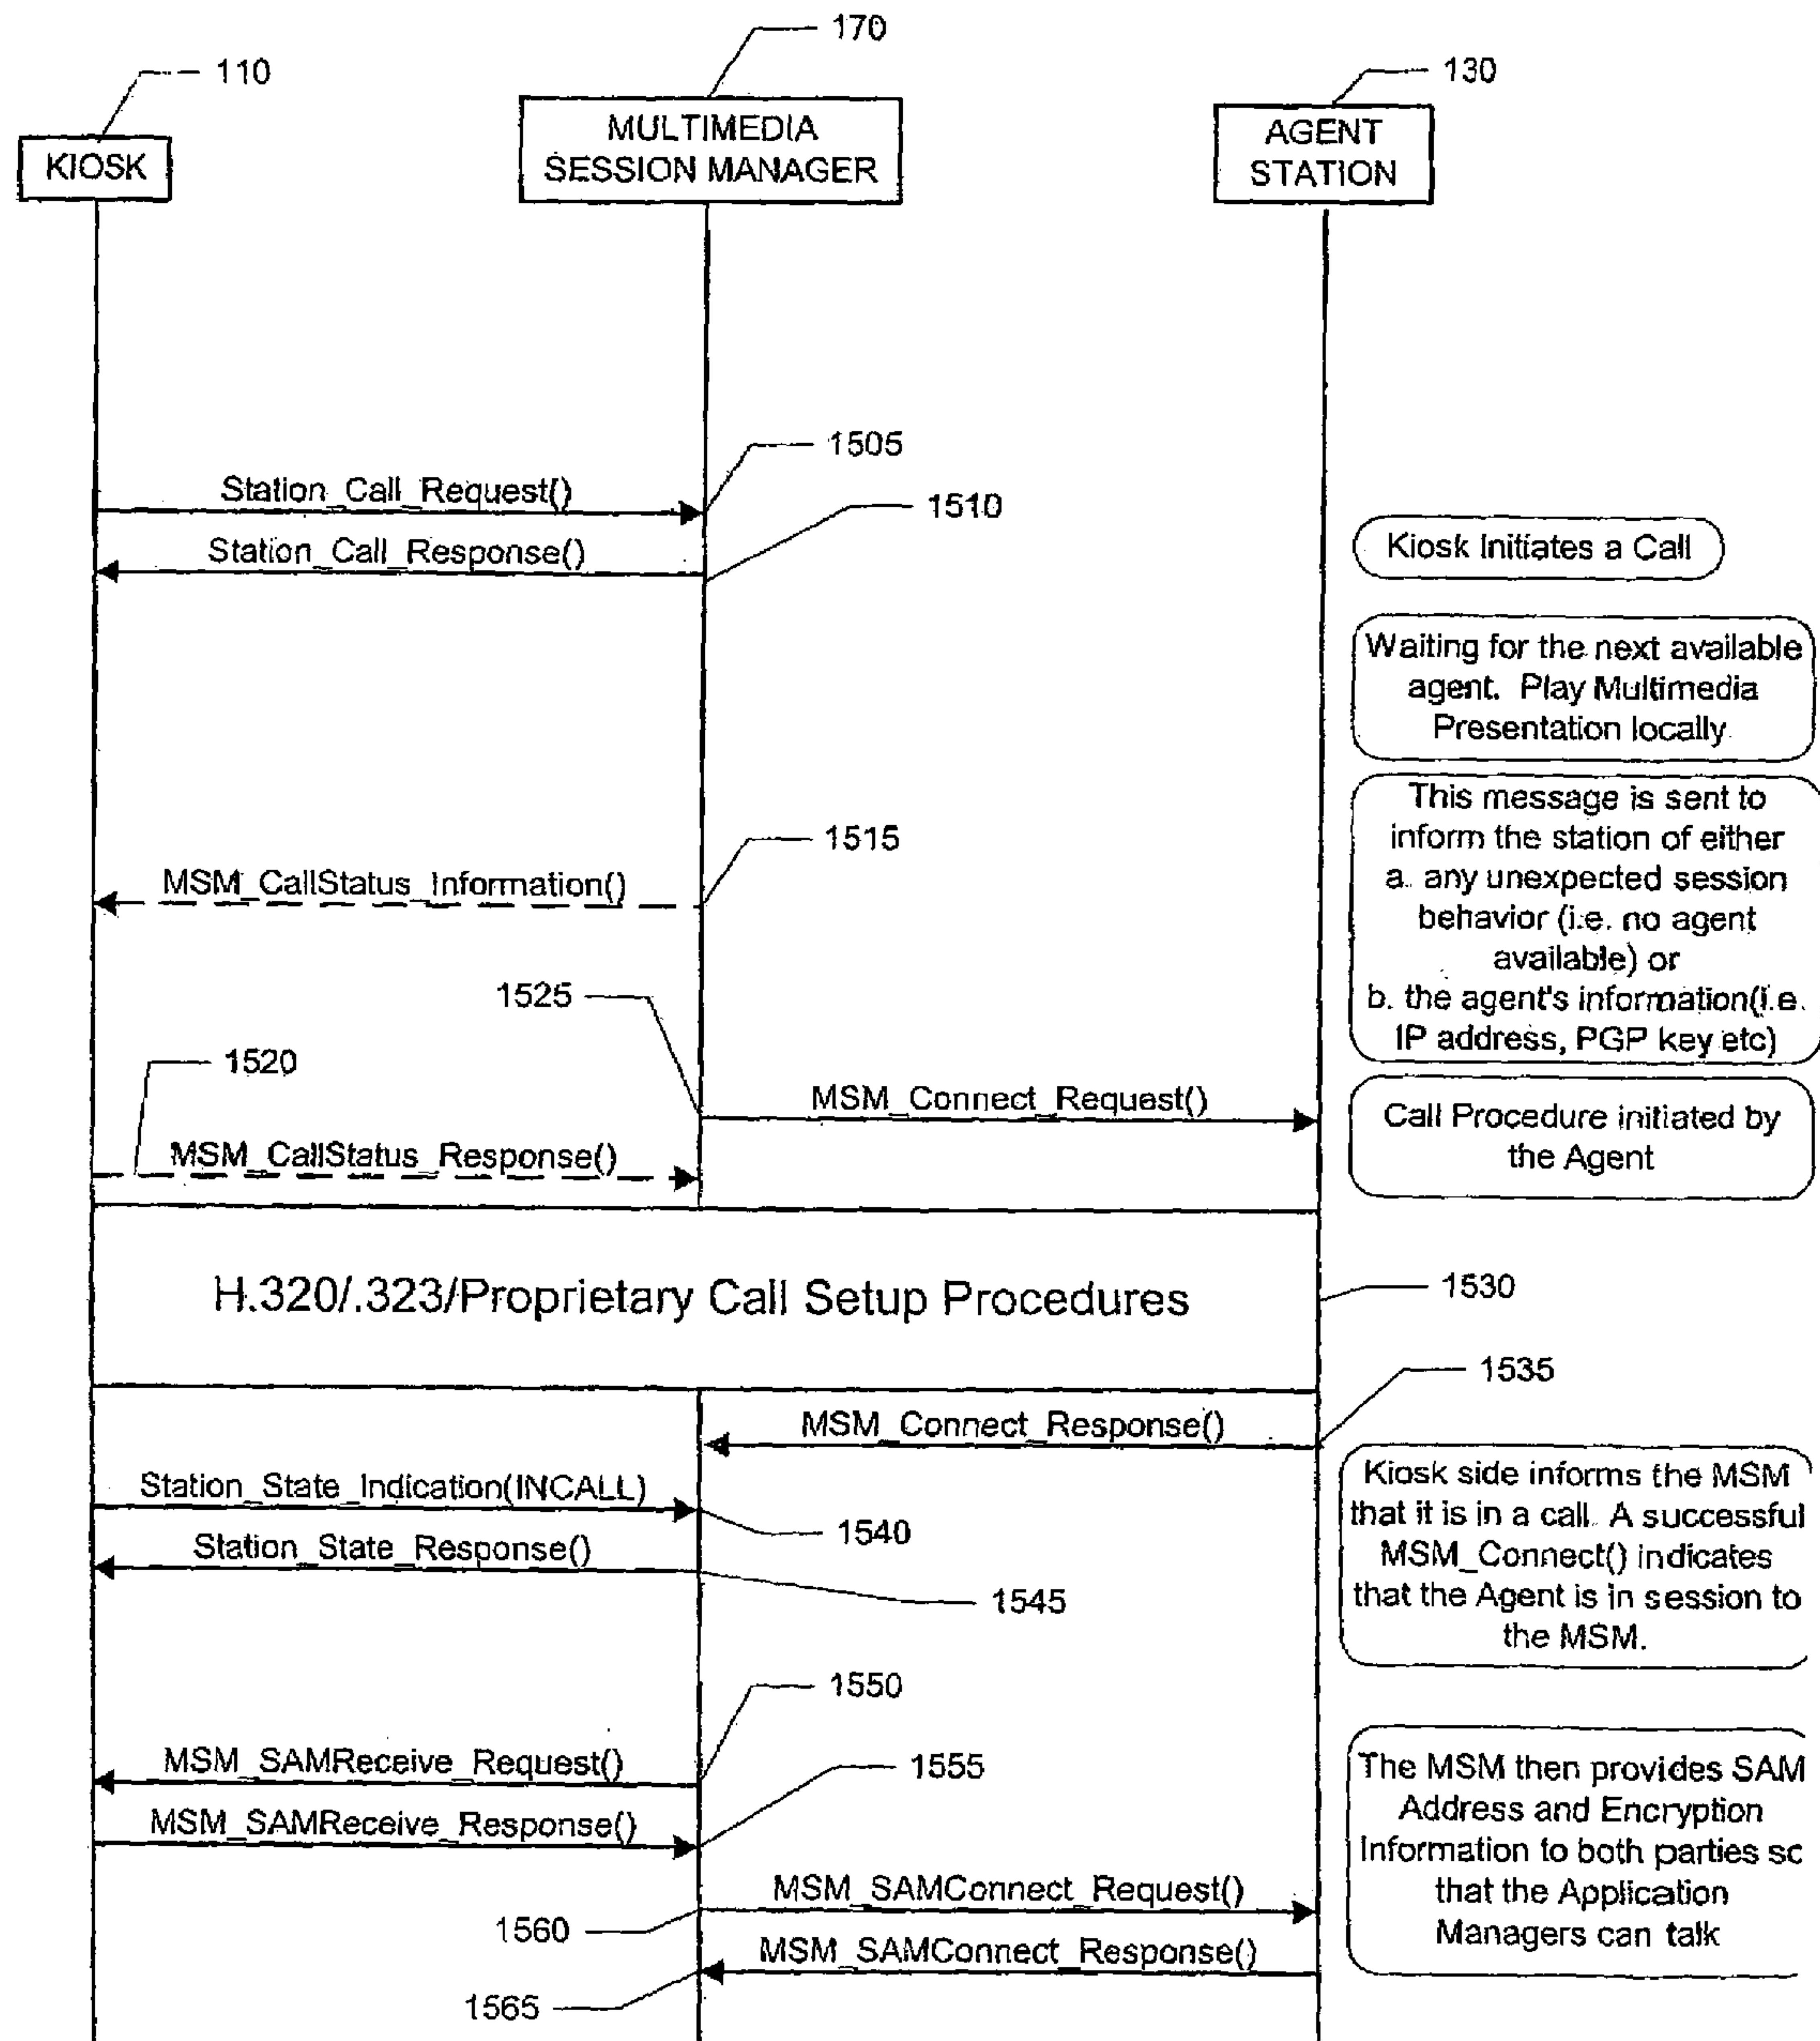 170
110
130
KIOSK
MULTIMEDIA
SESSION MANAGER
AGENT
STATION
1505
Station_Call_Request()
1510
Station_Call_Response()
Kiosk Initiates a Call
Waiting for the next available
agent. Play Multimedia
Presentation locally
This message is sent to
inform the station of either
a. any unexpected session
behavior (i.e. no agent
available) or
b. the agent's information(i.e.
IP address, PGP key etc)
1515
MSM_CallStatus_Information()
1525
1520
MSM_Connect_Request()
MSM_CallStatus_Response()
Call Procedure initiated by
the Agent
H.320/.323/Proprietary Call Setup Procedures
1530
1535
MSM_Connect_Response()
Station_State_Indication(INCALL)
1540
Station_State_Response()
1545
Kiosk side informs the MSM
that it is in a call. A successful
MSM_Connect() indicates
that the Agent is in session to
the MSM.
1550
MSM_SAMReceive_Request()
1555
MSM_SAMReceive_Response()
The MSM then provides SAM
Address and Encryption
Information to both parties so
that the Application
Managers can talk
MSM_SAMConnect_Request()
1560
MSM_SAMConnect_Response()
1565